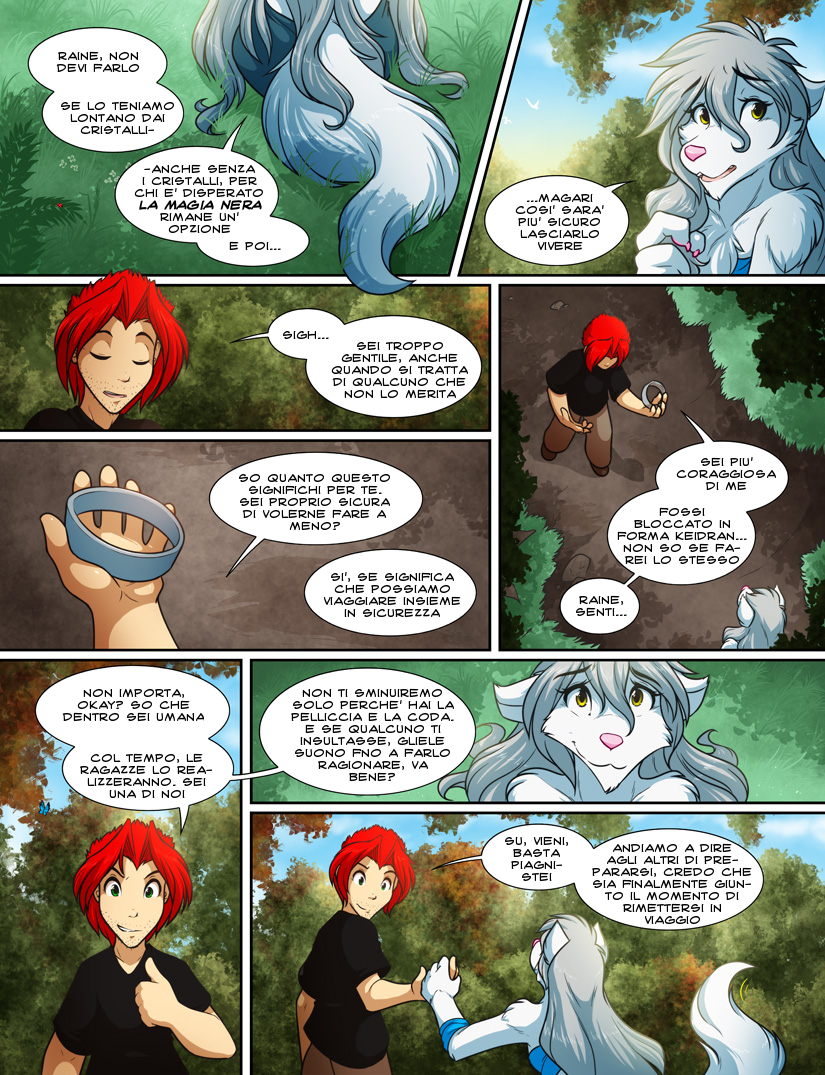 RAINE, NON
DEVI FARLO
SE LO TENIAMO
LONTANO DAI
CRISTALLI-
-ANCHE SENZA
I CRISTALLI, PER
CHI E' DISPERATO
LA MAGIA NERA
RIMANE UN'
OPZIONE
E POI...
...MAGARI
COSI' SARA'
PIU' SICURO
LASCIARLO
VIVERE
SIGH...
SEI TROPPO
GENTILE, ANCHE
QUANDO SI TRATTA
DI QUALCUNO CHE
NON LO MERITA
SO QUANTO QUESTO
SIGNIFICHI PER TE.
SEI PROPRIO SICURA
DI VOLERNE FARE A
MENO?
SI', SE SIGNIFICA
CHE POSSIAMO
VIAGGIARE INSIEME
IN SICUREZZA
SEI PIU'
CORAGGIOSA
DI ME
FOSSI
BLOCCATO IN
FORMA KEIDRAN...
NON SO SE FA-
REI LO STESSO
RAINE,
SENTI...
NON IMPORTA,
OKAY? SO CHE
DENTRO SEI UMANA
COL TEMPO, LE
RAGAZZE LO REA-
LIZZERANNO. SEI
UNA DI NOI
NON TI SMINUIREMO
SOLO PERCHE' HAI LA
PELLICCIA E LA CODA.
E SE QUALCUNO TI
INSULTASSE, GLIELE
SUONO FNO A FARLO
RAGIONARE, VA
BENE?
SU, VIENI,
BASTA
PIAGNI-
STEI
ANDIAMO A DIRE
AGLI ALTRI DI PRE-
PARARSI, CREDO CHE
SIA FINALMENTE GIUN-
TO IL MOMENTO DI
RIMETTERSI IN
VIAGGIO